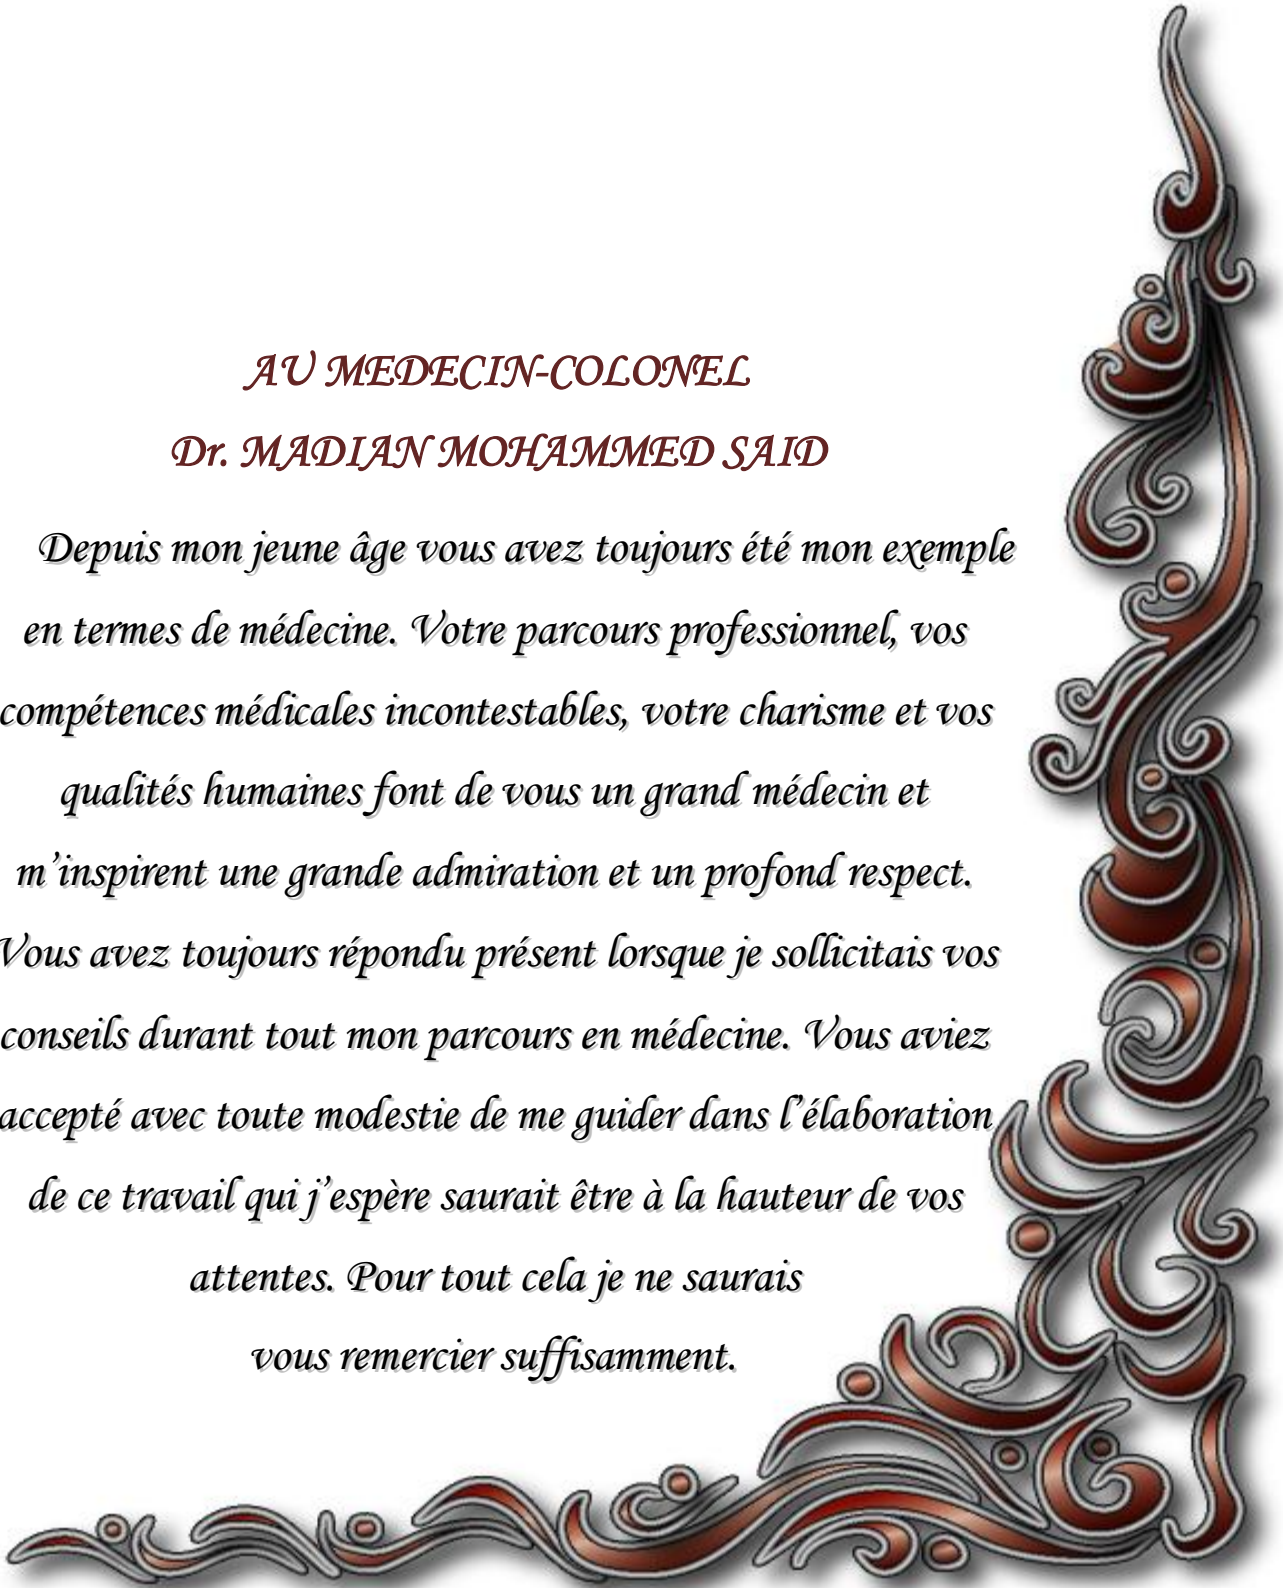 AU MEDECIN-COLONEL
Dr. MADIAN MOHAMMED SAID
Depuis mon jeune âge vous avez toujours été mon exemple
en termes de médecine. Votre parcours professionnel, vos
compétences médicales incontestables, votre charisme et vos
qualités humaines font de vous un grand médecin et
m’inspirent une grande admiration et un profond respect.
Vous avez toujours répondu présent lorsque je sollicitais vos
conseils durant tout mon parcours en médecine. Vous aviez
accepté avec toute modestie de me guider dans l’élaboration
de ce travail qui j’espère saurait être à la hauteur de vos
attentes. Pour tout cela je ne saurais
vous remercier suffisamment.